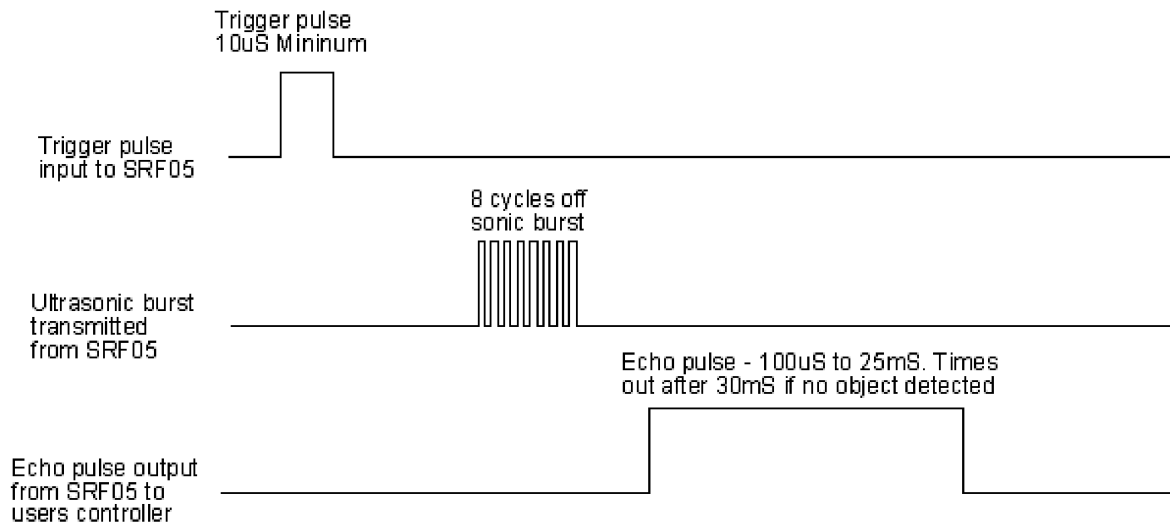 Trigger pulse
10uS Mininum
Trigger pulse
input to SRF05
8 cycles off
sonic burst
Ultrasonic burst
transmitted
from SRF05
Echo pulse - 100uS to 25mS. Times
out after 30mS if no object detected
Echo pulse output
from SRF05 to
users controller